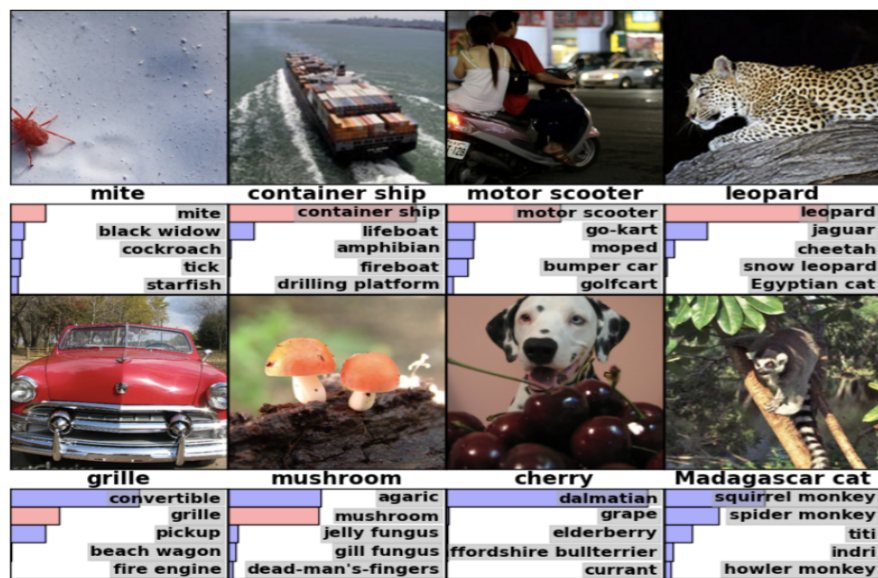 mite
container ship
motor scooter
leopard
mite
black widow
cockroach
tick
starfish
container ship
lifeboat
amphibian
fireboat
drilling platform
motor scooter
go-kart
moped
bumper car
golfcart
leopard
jaguar
cheetah
snow leopard
Egyptian cat
grille
mushroom
cherry
Madagascar cat
convertible
grille
pickup
beach wagon
fire engine
agaric
mushroom
jelly fungus
gill fungus
dead-man's-fingers
dalmatian
grape
elderberry
ffordshire bullterrier
currant
squirrel monkey
spider monkey
titi
indri
howler monkey